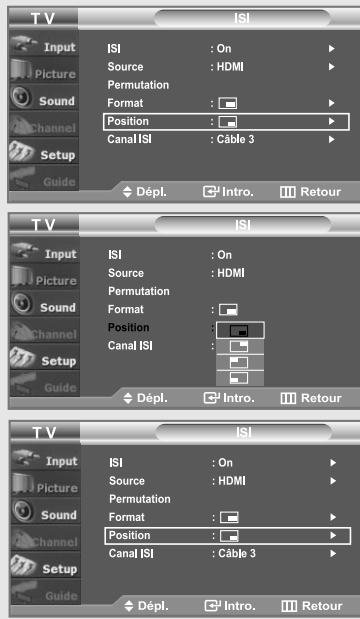 TV ISI
Input
Picture
Sound
Channel
Setup
Guide
ISI : On
Source : HDMI
Permutation
Format :
Position :
Canal ISI : Câble 3
Dépl. Intro. Retour
TV ISI
Input
Picture
Sound
Channel
Setup
Guide
ISI : On
Source : HDMI
Permutation
Format :
Position :
Canal ISI :
Dépl. Intro. Retour
TV ISI
Input
Picture
Sound
Channel
Setup
Guide
ISI : On
Source : HDMI
Permutation
Format :
Position :
Canal ISI : Câble 3
Dépl. Intro. Retour